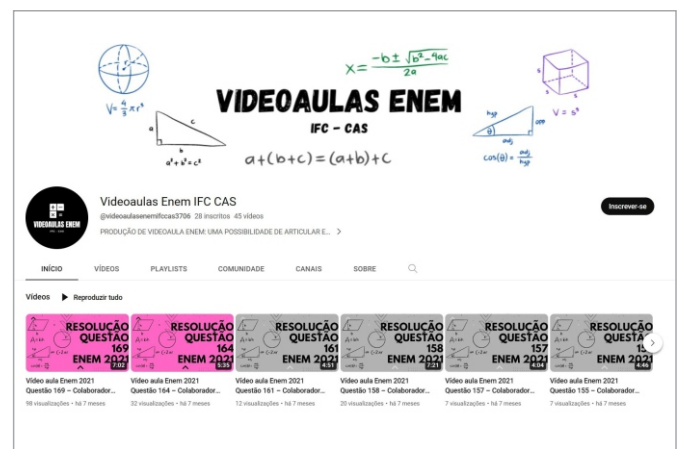 x = −b ± √b²−4ac / 2a
V = 4/3 πr³
VIDEOAULAS ENEM
IFC – CAS
a
c
b
a² + b² = c²
a+(b+c)=(a+b)+c
hyp
opp
θ
adj
cos(θ) = adj/hyp
s
s
s
V = s³
VIDEOAULAS ENEM
Videoaulas Enem IFC CAS
@videoaulasenemifccas3706 28 inscritos 45 vídeos
PRODUÇÃO DE VIDEOAULA ENEM: UMA POSSIBILIDADE DE ARTICULAR E...
Inscrever-se
INÍCIO VÍDEOS PLAYLISTS COMUNIDADE CANAIS SOBRE
Vídeos Reproduzir tudo
RESOLUÇÃO
QUESTÃO
169
ENEM 2021
7:02
Vídeo aula Enem 2021
Questão 169 – Colaborador...
98 visualizações • há 7 meses
RESOLUÇÃO
QUESTÃO
164
ENEM 2021
5:35
Vídeo aula Enem 2021
Questão 164 – Colaborador...
32 visualizações • há 7 meses
RESOLUÇÃO
QUESTÃO
161
ENEM 2021
4:51
Vídeo aula Enem 2021
Questão 161 – Colaborador...
12 visualizações • há 7 meses
RESOLUÇÃO
QUESTÃO
158
ENEM 2021
7:21
Vídeo aula Enem 2021
Questão 158 – Colaborador...
20 visualizações • há 7 meses
RESOLUÇÃO
QUESTÃO
157
ENEM 2021
4:04
Vídeo aula Enem 2021
Questão 157 – Colaborador...
7 visualizações • há 7 meses
RESOLUÇÃO
QUESTÃO
ENEM 2021
4:46
Vídeo aula Enem 2021
Questão 155 – Colaborador...
7 visualizações • há 7 meses